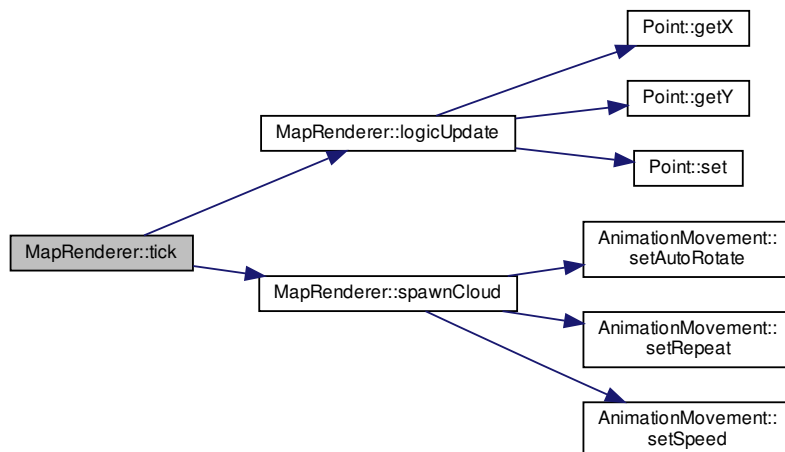 Point::getX
Point::getY
MapRenderer::logicUpdate
Point::set
MapRenderer::tick
AnimationMovement::
setAutoRotate
MapRenderer::spawnCloud
AnimationMovement::
setRepeat
AnimationMovement::
setSpeed